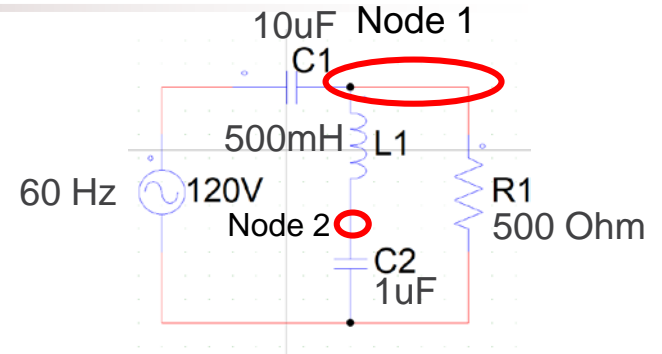 10uF Node 1
C1
500mH L1
60 Hz 120V R1
Node 2 500 Ohm
C2
1uF